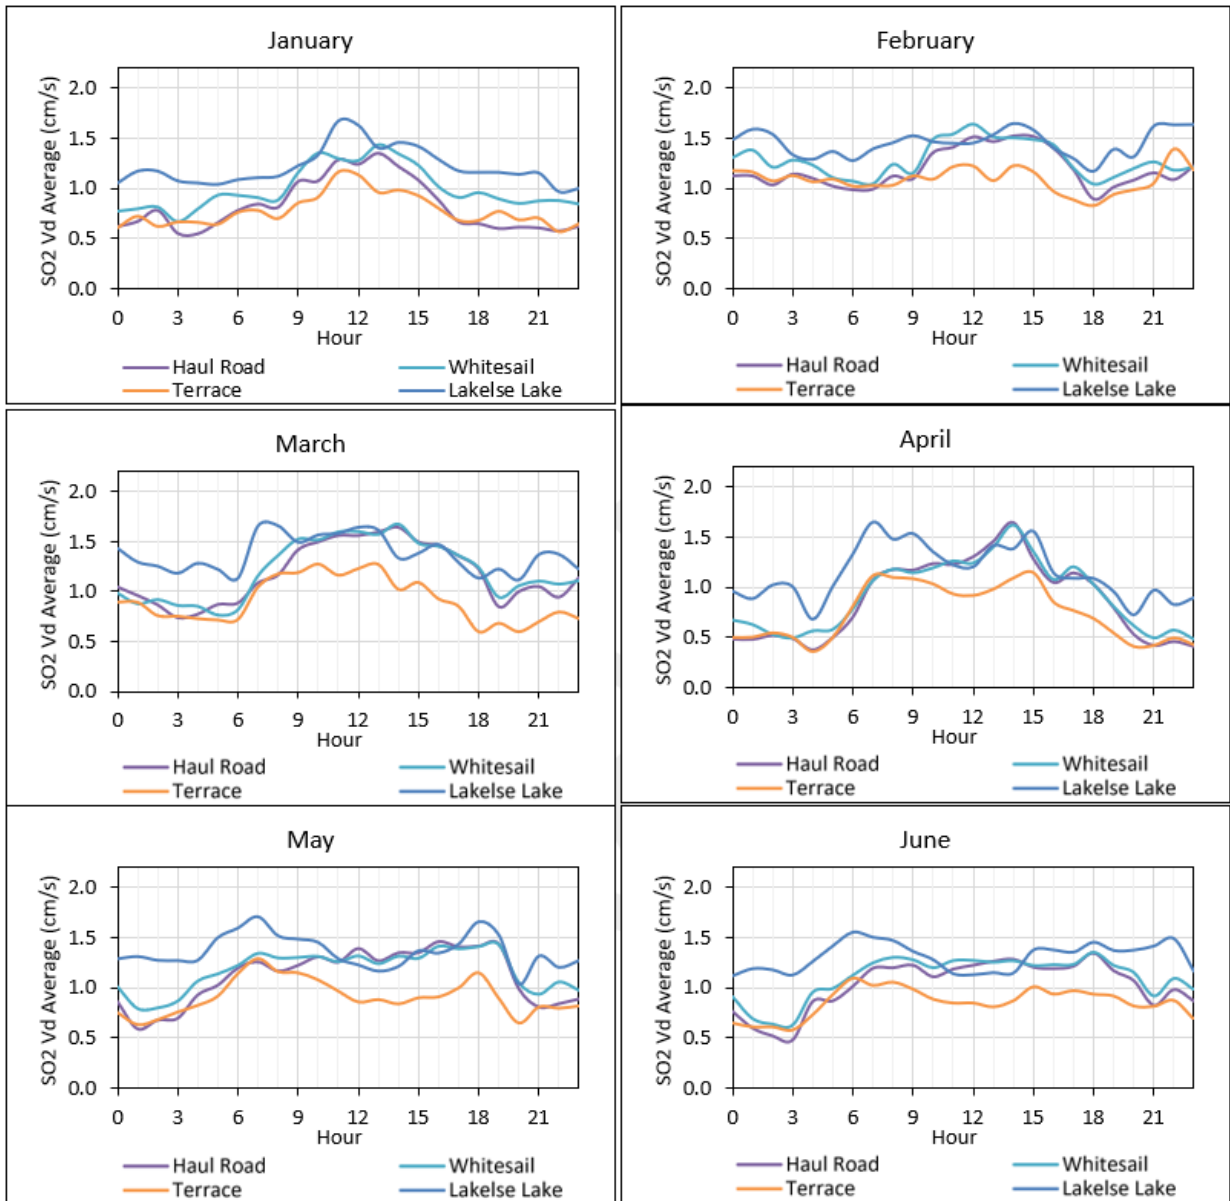 January
SO2 Vd Average (cm/s)
2.0
1.5
1.0
0.5
0.0
0 3 6 9 12 15 18 21
Hour
Haul Road Whitesail
Terrace Lakelse Lake
February
SO2 Vd Average (cm/s)
2.0
1.5
1.0
0.5
0.0
0 3 6 9 12 15 18 21
Hour
Haul Road Whitesail
Terrace Lakelse Lake
March
SO2 Vd Average (cm/s)
2.0
1.5
1.0
0.5
0.0
0 3 6 9 12 15 18 21
Hour
Haul Road Whitesail
Terrace Lakelse Lake
April
SO2 Vd Average (cm/s)
2.0
1.5
1.0
0.5
0.0
0 3 6 9 12 15 18 21
Hour
Haul Road Whitesail
Terrace Lakelse Lake
May
SO2 Vd Average (cm/s)
2.0
1.5
1.0
0.5
0.0
0 3 6 9 12 15 18 21
Hour
Haul Road Whitesail
Terrace Lakelse Lake
June
SO2 Vd Average (cm/s)
2.0
1.5
1.0
0.5
0.0
0 3 6 9 12 15 18 21
Hour
Haul Road Whitesail
Terrace Lakelse Lake